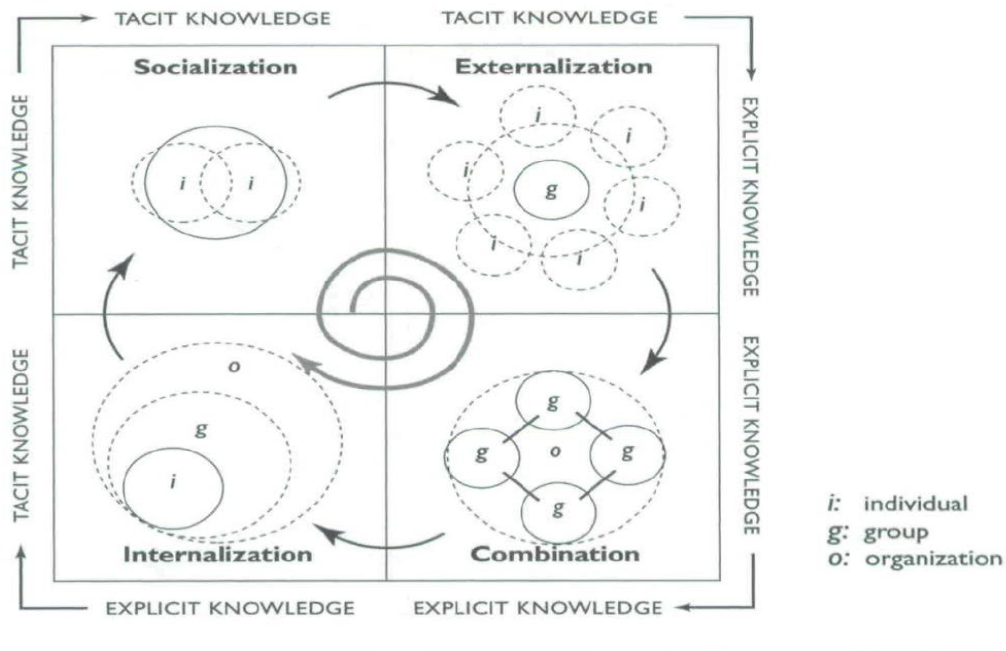 TACIT KNOWLEDGE
TACIT KNOWLEDGE
Socialization
Externalization
TACIT KNOWLEDGE
EXPLICIT KNOWLEDGE
i
i
i
i
i
g
i
i
i
TACIT KNOWLEDGE
EXPLICIT KNOWLEDGE
o
g
i
g
g
o
g
g
Internalization
Combination
EXPLICIT KNOWLEDGE
EXPLICIT KNOWLEDGE
i: individual
g: group
o: organization